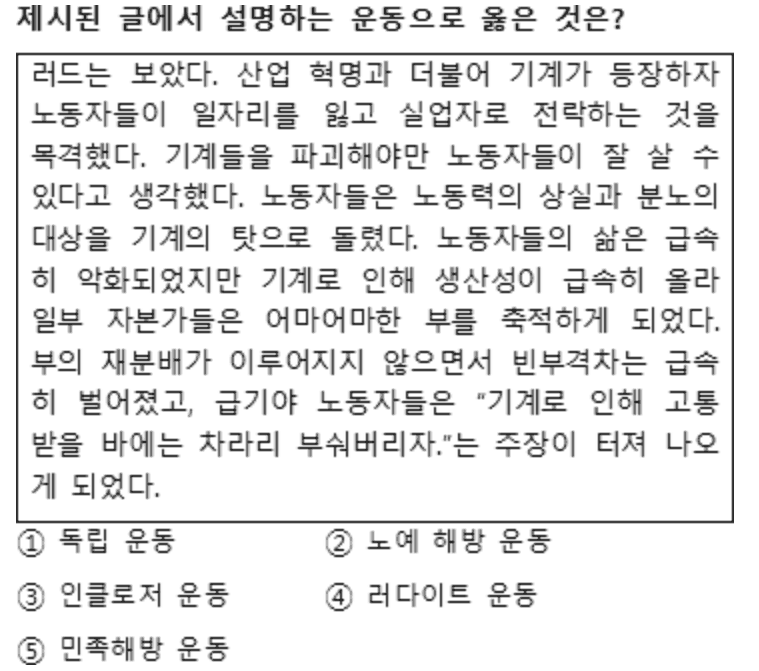 제시된 글에서 설명하는 운동으로 옳은 것은?
러드는 보았다. 산업 혁명과 더불어 기계가 등장하자
노동자들이 일자리를 잃고 실업자로 전락하는 것을
목격했다. 기계들을 파괴해야만 노동자들이 잘 살 수
있다고 생각했다. 노동자들은 노동력의 상실과 분노의
대상을 기계의 탓으로 돌렸다. 노동자들의 삶은 급속
히 악화되었지만 기계로 인해 생산성이 급속히 올라
일부 자본가들은 어마어마한 부를 축적하게 되었다.
부의 재분배가 이루어지지 않으면서 빈부격차는 급속
히 벌어졌고, 급기야 노동자들은 “기계로 인해 고통
받을 바에는 차라리 부숴버리자.”는 주장이 터져 나오
게 되었다.
① 독립 운동 ② 노예 해방 운동
③ 인클로저 운동 ④ 러다이트 운동
⑤ 민족해방 운동